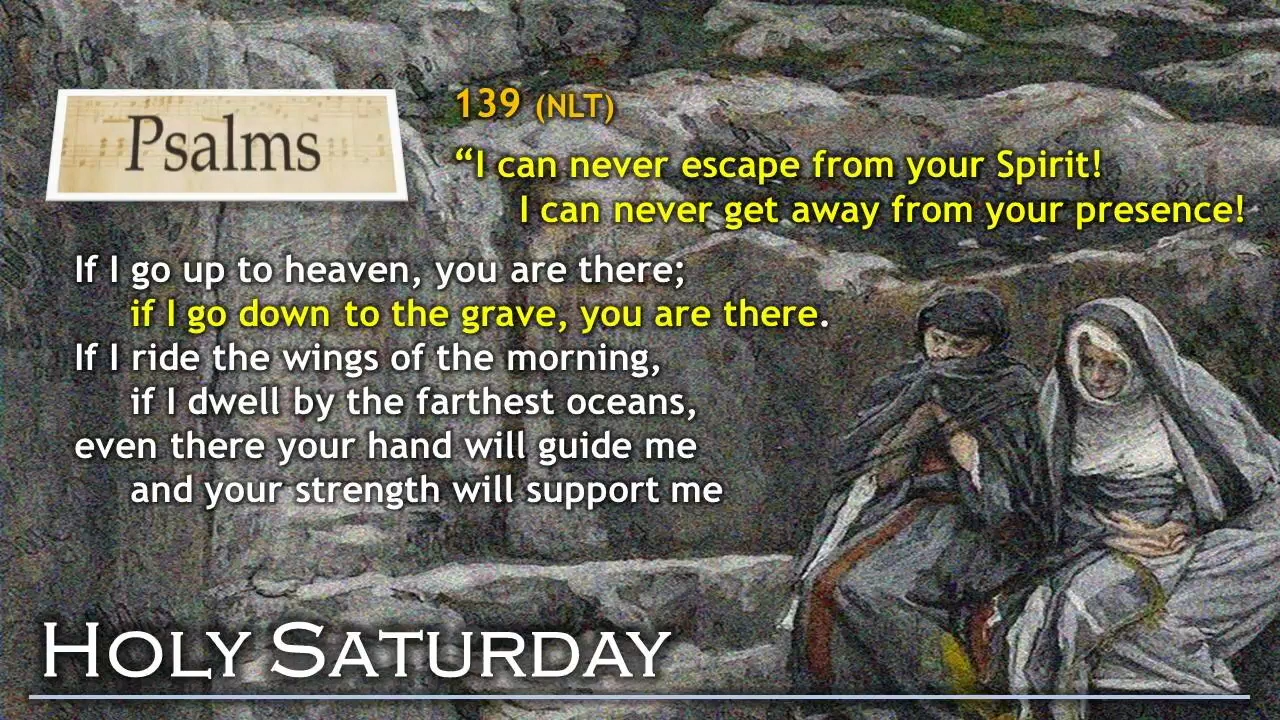 Psalms
139 (NLT)
“I can never escape from your Spirit!
I can never get away from your presence!
If I go up to heaven, you are there;
if I go down to the grave, you are there.
If I ride the wings of the morning,
if I dwell by the farthest oceans,
even there your hand will guide me
and your strength will support me
Holy Saturday